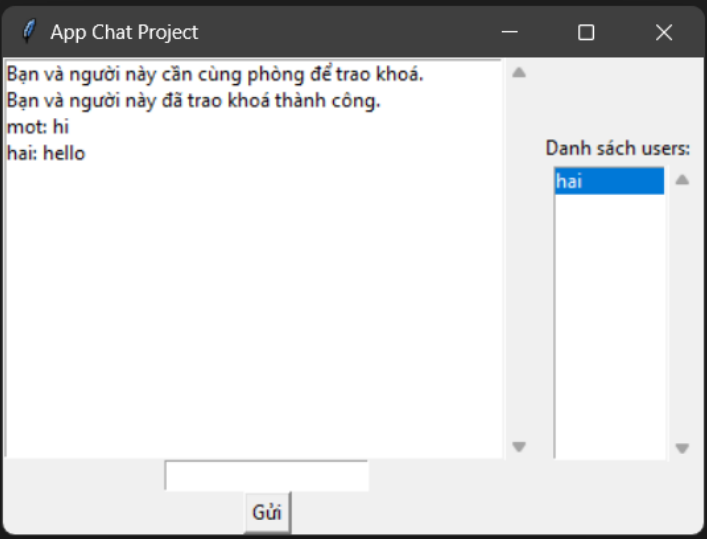 App Chat Project
Bạn và người này cần cùng phòng để trao khoá.
Bạn và người này đã trao khoá thành công.
mot: hi
hai: hello
Danh sách users:
hai
Gửi